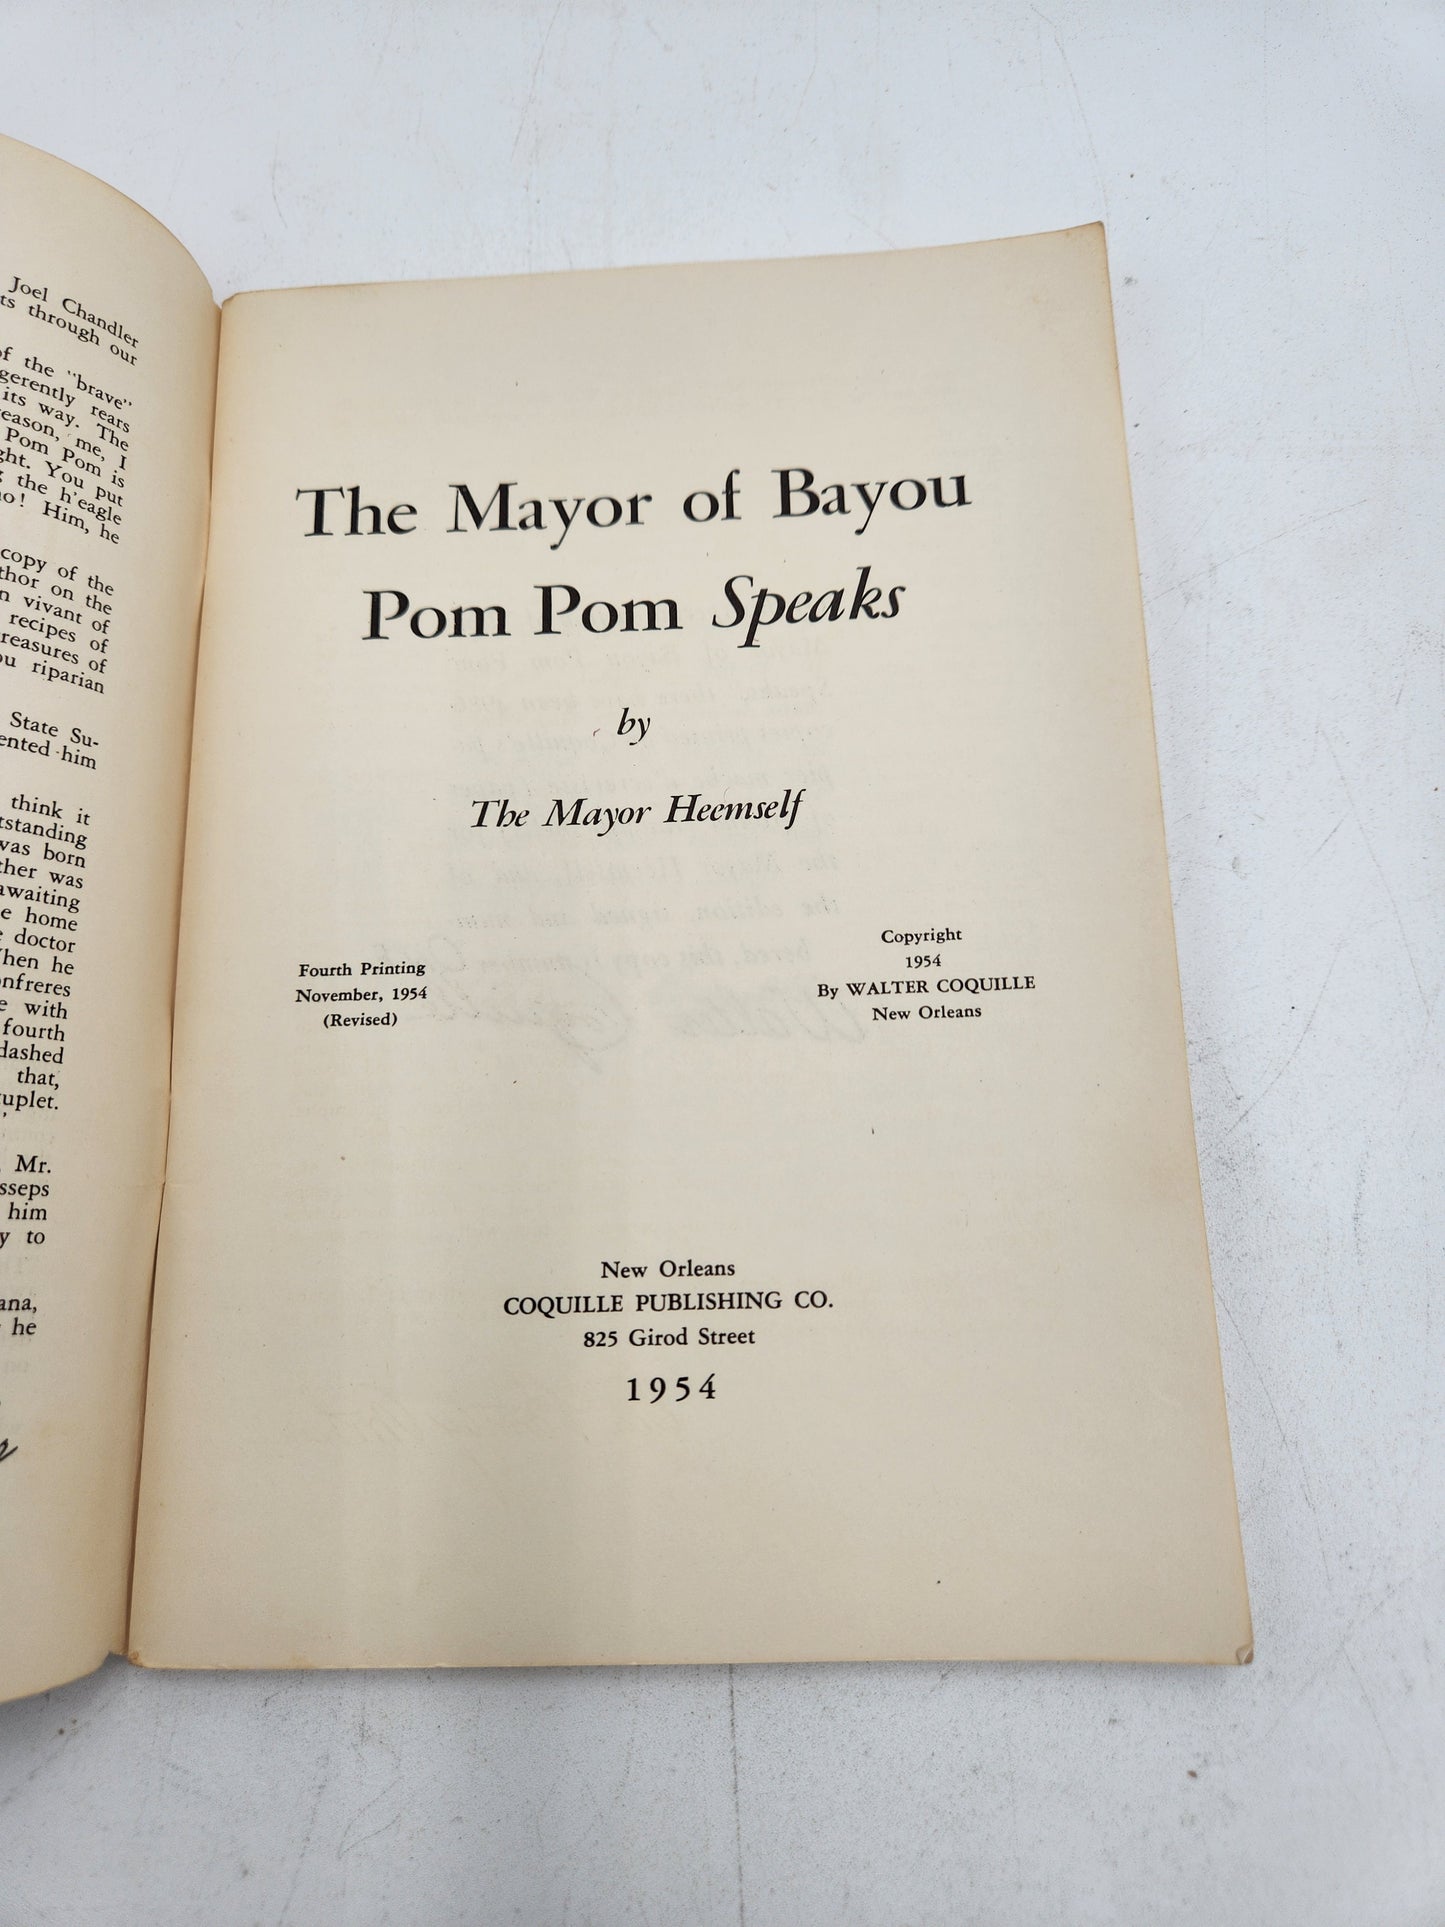 Joel Chandler
ts through our
of the "brave"
gerently rears
its way. The
eason, me, I
Pom Pom is
ght. You put
the h'eagle
no! Him, he
copy of the
thor on the
n vivant of
recipes of
reasures of
ou riparian
State Su-
ented him
think it
tstanding
was born
ther was
awaiting
e home
e doctor
When he
nfreres
e with
fourth
dashed
that,
uplet.
Mr.
sseps
him
y to
ana,
he
The Mayor of Bayou
Pom Pom Speaks
by
The Mayor Heemself
Fourth Printing
November, 1954
(Revised)
Copyright
1954
By WALTER COQUILLE
New Orleans
New Orleans
COQUILLE PUBLISHING CO.
825 Girod Street
1954